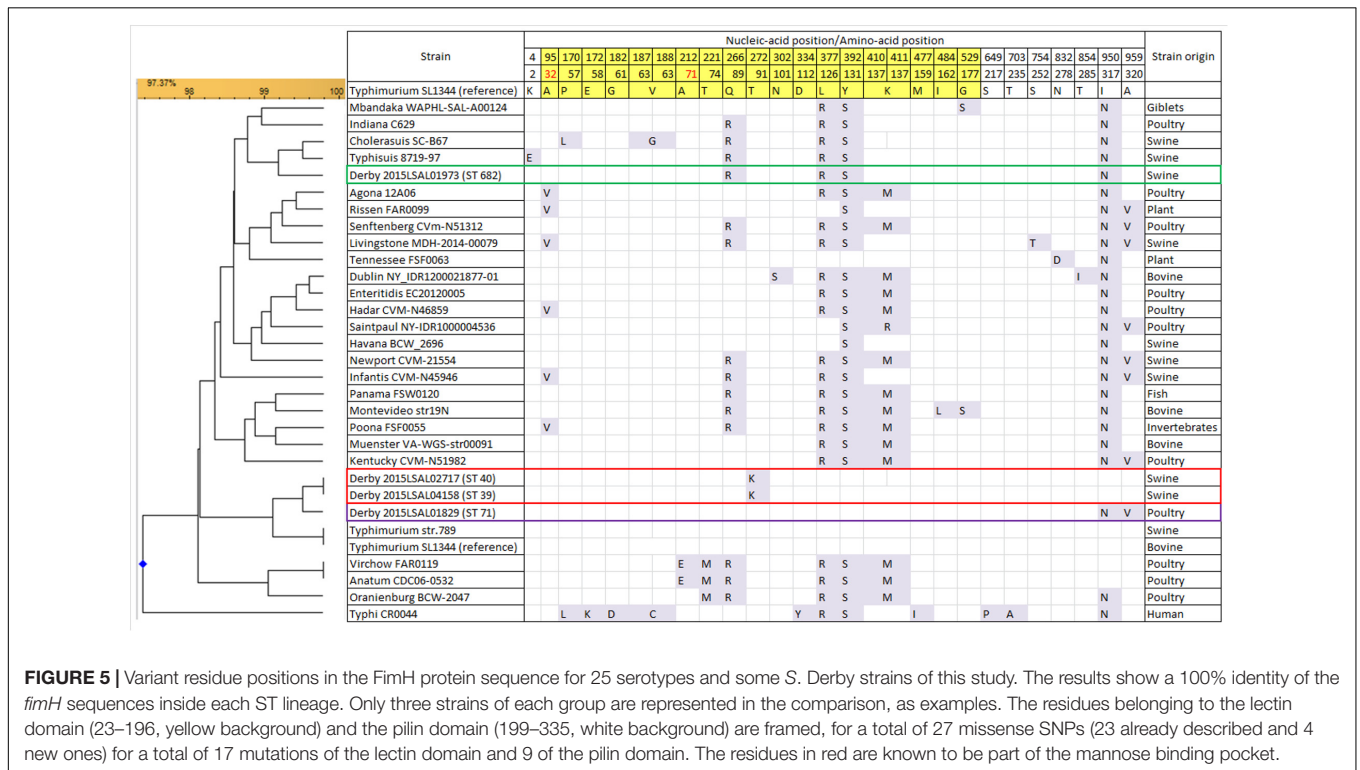 Nucleic-acid position/Amino-acid position
Strain 4 95 170 172 182 187 188 212 221 266 272 302 334 377 392 410 411 477 484 529 649 703 754 832 854 950 959 Strain origin
2 32 57 58 61 63 63 71 74 89 91 101 112 126 131 137 137 159 162 177 217 235 252 278 285 317 320
97.37%
98 99 100
Typhimurium SL1344 (reference) K A P E G V A T Q T N D L Y K M I G S T S N T I A
Mbandaka WAPHL-SAL-A00124 R S S N Giblets
Indiana C629 R R S N Poultry
Cholerasuis SC-B67 L G R R S N Swine
Typhisuis 8719-97 E R R S N Swine
Derby 2015LSAL01973 (ST 682) R R S N Swine
Agona 12A06 V R S M N Poultry
Rissen FAR0099 V S N V Plant
Senftenberg CVm-N51312 R R S M N V Poultry
Livingstone MDH-2014-00079 V R R S T N V Swine
Tennessee FSF0063 D N Plant
Dublin NY_IDR1200021877-01 S R S M I N Bovine
Enteritidis EC20120005 R S M N Poultry
Hadar CVM-N46859 V R S M N Poultry
Saintpaul NY-IDR1000004536 S R N V Poultry
Havana BCW_2696 S N Swine
Newport CVM-21554 R R S M N V Swine
Infantis CVM-N45946 V R R S N V Swine
Panama FSW0120 R R S M N Fish
Montevideo str19N R R S M L S N Bovine
Poona FSF0055 V R R S M N Invertebrates
Muenster VA-WGS-str00091 R S M N Bovine
Kentucky CVM-N51982 R S M N V Poultry
Derby 2015LSAL02717 (ST 40) K Swine
Derby 2015LSAL04158 (ST 39) K Swine
Derby 2015LSAL01829 (ST 71) N V Poultry
Typhimurium str.789 Swine
Typhimurium SL1344 (reference) Bovine
Virchow FAR0119 E M R R S M Poultry
Anatum CDC06-0532 E M R R S M Poultry
Oranienburg BCW-2047 M R R S M N Poultry
Typhi CR0044 L K D C Y R S I P A N Human
FIGURE 5 | Variant residue positions in the FimH protein sequence for 25 serotypes and some S. Derby strains of this study. The results show a 100% identity of the
fimH sequences inside each ST lineage. Only three strains of each group are represented in the comparison, as examples. The residues belonging to the lectin
domain (23–196, yellow background) and the pilin domain (199–335, white background) are framed, for a total of 27 missense SNPs (23 already described and 4
new ones) for a total of 17 mutations of the lectin domain and 9 of the pilin domain. The residues in red are known to be part of the mannose binding pocket.